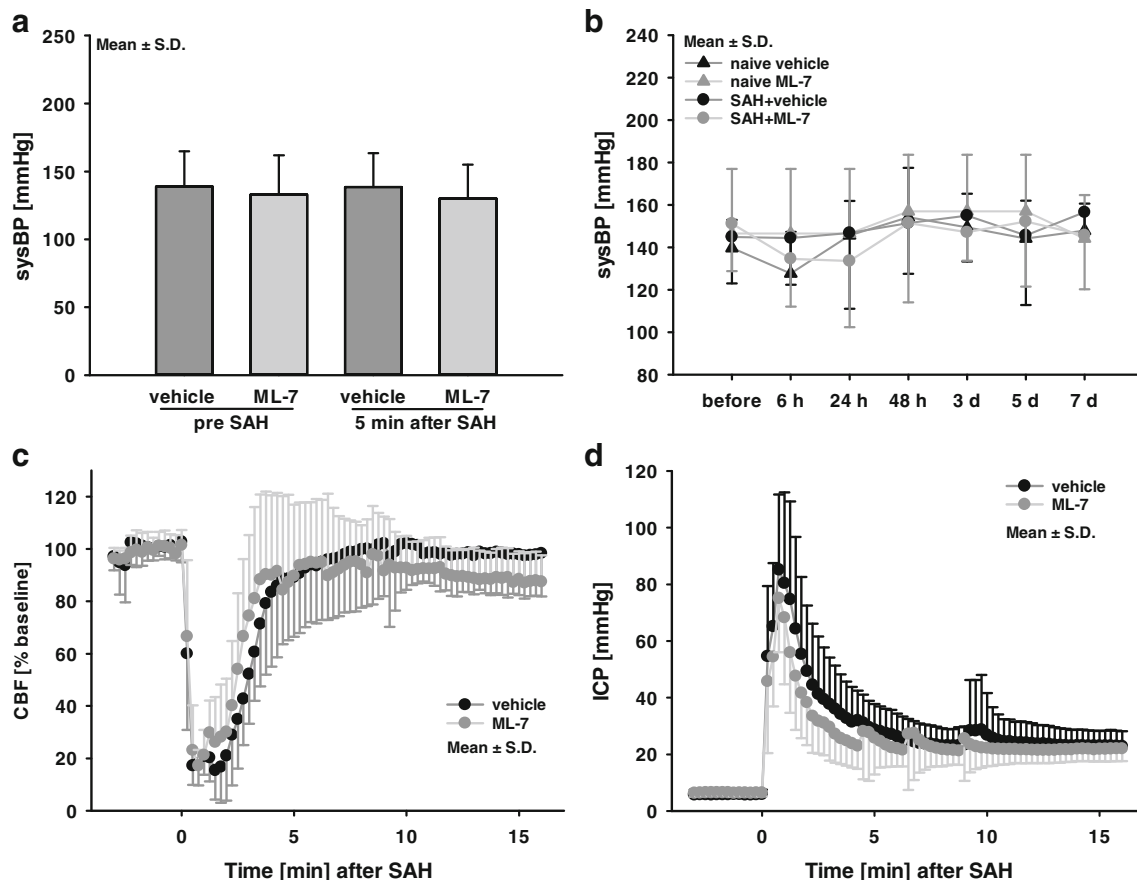 a
Mean ± S.D.
sysBP [mmHg]
250
200
150
100
50
0
vehicle ML-7 vehicle ML-7
pre SAH 5 min after SAH
b
Mean ± S.D.
naive vehicle
naive ML-7
SAH+vehicle
SAH+ML-7
sysBP [mmHg]
240
220
200
180
160
140
120
100
80
before 6 h 24 h 48 h 3 d 5 d 7 d
c
CBF [% baseline]
120
100
80
60
40
20
0
vehicle
ML-7
Mean ± S.D.
0 5 10 15
Time [min] after SAH
d
ICP [mmHg]
120
100
80
60
40
20
0
vehicle
ML-7
Mean ± S.D.
0 5 10 15
Time [min] after SAH